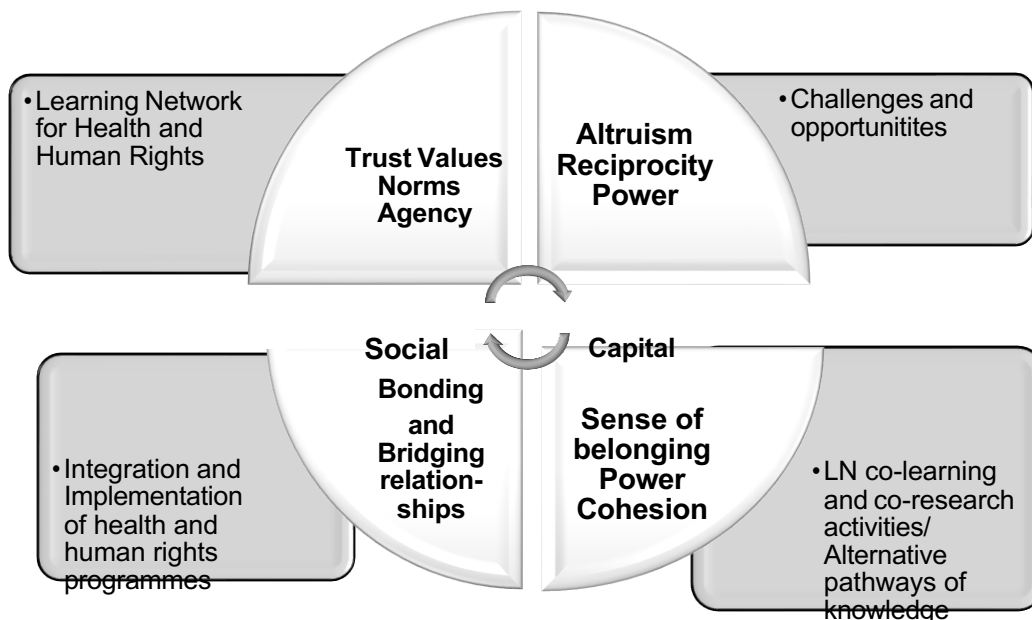 •Learning Network
for Health and
Human Rights
Trust Values
Norms
Agency
Altruism
Reciprocity
Power
•Challenges and
opportunitites
Social
Capital
Bonding
and
Bridging
relation-
ships
Sense of
belonging
Power
Cohesion
•Integration and
Implementation
of health and
human rights
programmes
•LN co-learning
and co-research
activities/
Alternative
pathways of
knowledge